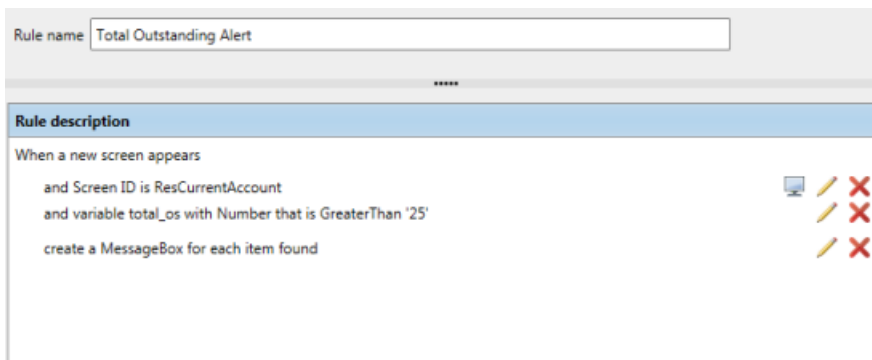 Rule name Total Outstanding Alert
Rule description
When a new screen appears
and Screen ID is ResCurrentAccount
and variable total_os with Number that is GreaterThan '25'
create a MessageBox for each item found